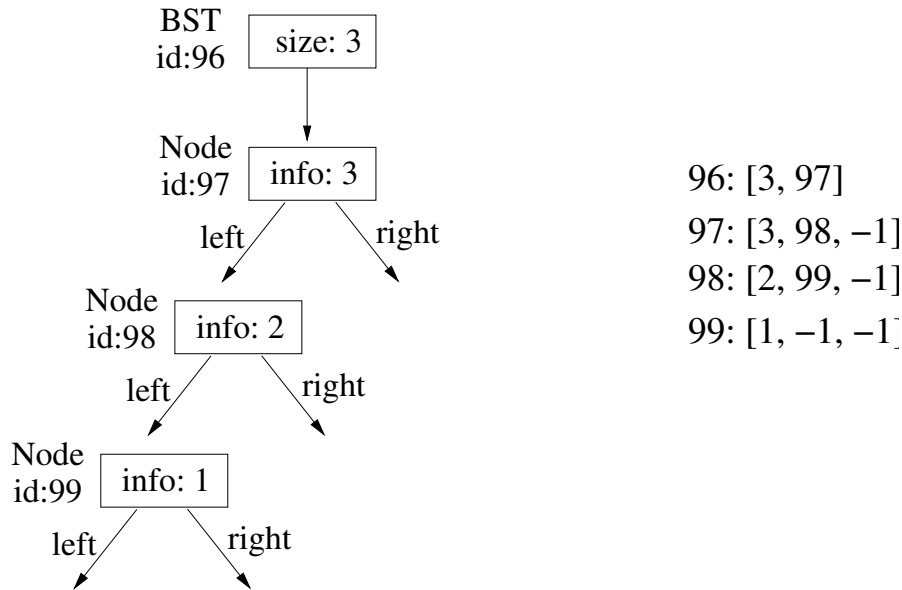 BST
id:96
size: 3
Node
id:97
info: 3
left
right
Node
id:98
info: 2
left
right
Node
id:99
info: 1
left
right
96: [3, 97]
97: [3, 98, −1]
98: [2, 99, −1]
99: [1, −1, −1]